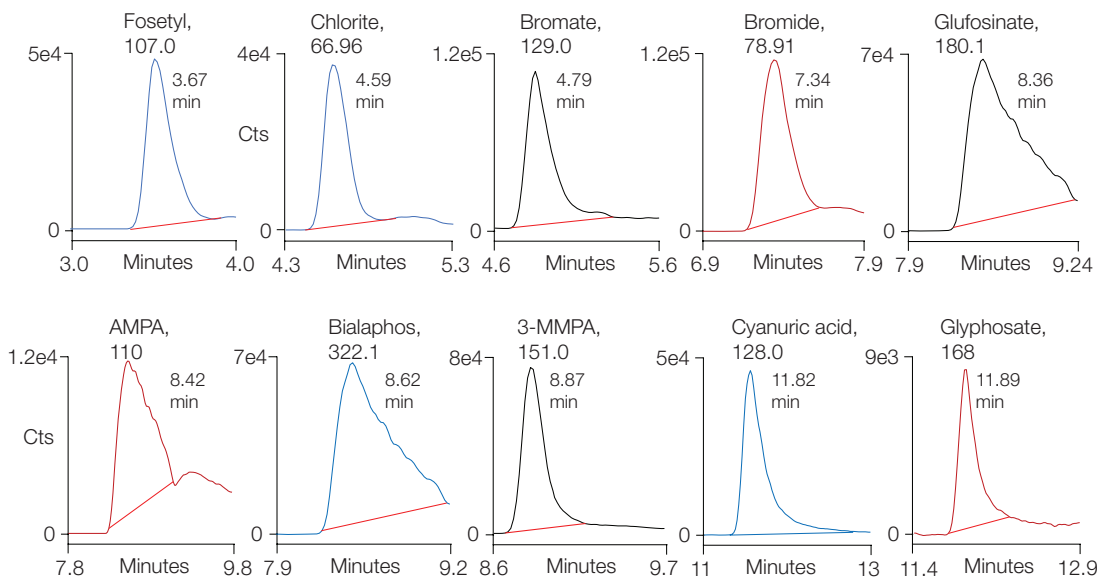 Fosetyl,
107.0
3.67
min
5e4
0
3.0
Minutes
4.0
Chlorite,
66.96
4.59
min
4e4
Cts
0
4.3
Minutes
5.3
Bromate,
129.0
4.79
min
1.2e5
0
4.6
Minutes
5.6
Bromide,
78.91
7.34
min
1.2e5
0
6.9
Minutes
7.9
Glufosinate,
180.1
8.36
min
7e4
0
7.9
Minutes
9.24
AMPA,
110
8.42
min
1.2e4
Cts
0
7.8
Minutes
9.8
Bialaphos,
322.1
8.62
min
7e4
0
7.9
Minutes
9.2
3-MMPA,
151.0
8.87
min
8e4
0
8.6
Minutes
9.7
Cyanuric acid,
128.0
11.82
min
5e4
0
11
Minutes
13
Glyphosate,
168
11.89
min
9e3
0
11.4
Minutes
12.9